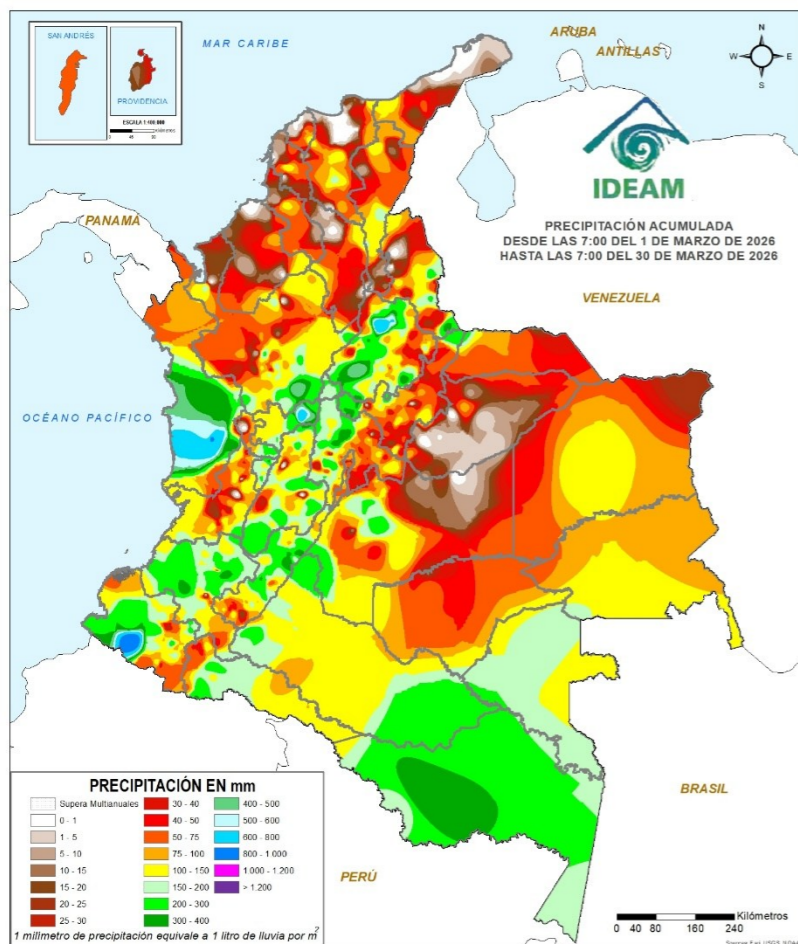 SAN ANDRÉS
PROVIDENCIA
ESCALA 1:100.000
Kilómetros
MAR CARIBE
ARUBA
ANTILLAS
N
W
E
S
IDEAM
PANAMÁ
PRECIPITACIÓN ACUMULADA
DESDE LAS 7:00 DEL 1 DE MARZO DE 2026
HASTA LAS 7:00 DEL 30 DE MARZO DE 2026
VENEZUELA
OCÉANO PACÍFICO
BRASIL
PERÚ
PRECIPITACIÓN EN mm
Supera Multianuales
0 - 1
1 - 5
5 - 10
10 - 15
15 - 20
20 - 25
25 - 30
30 - 40
40 - 50
50 - 75
75 - 100
100 - 150
150 - 200
200 - 300
300 - 400
400 - 500
500 - 600
600 - 800
800 - 1.000
1.000 - 1.200
> 1.200
1 milímetro de precipitación equivale a 1 litro de lluvia por m²
Kilómetros
0 40 80 160 240